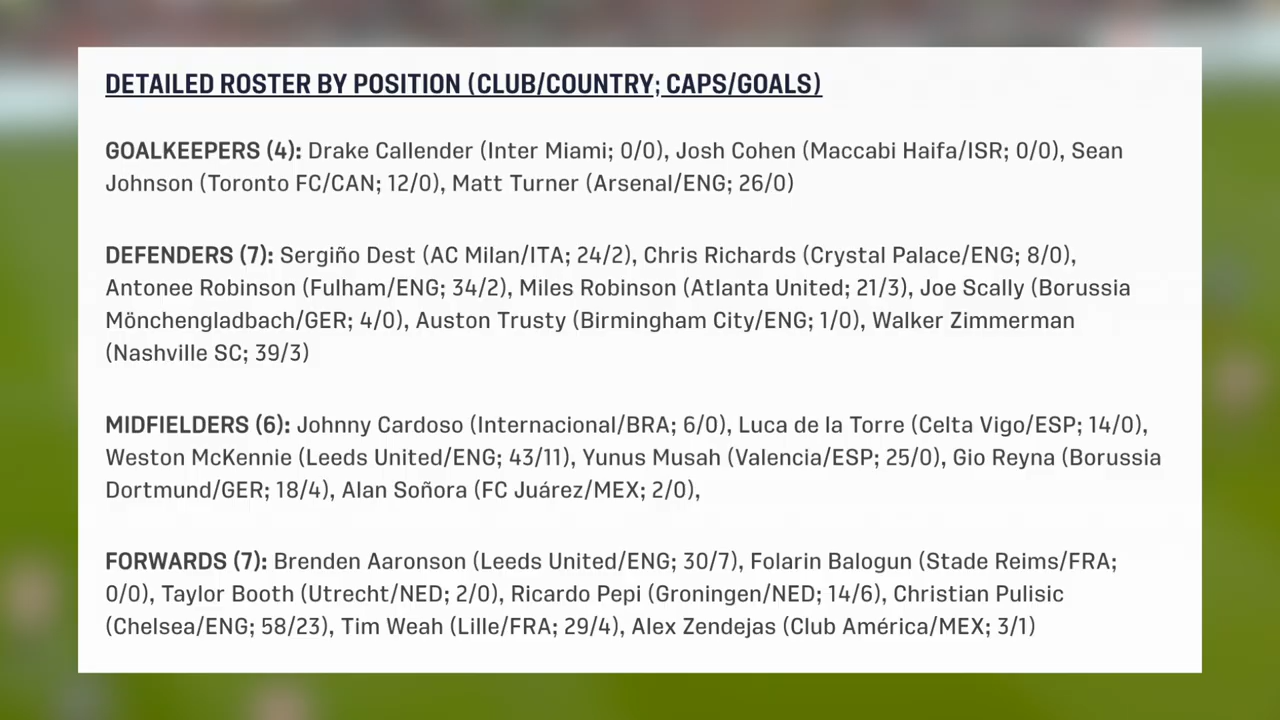 DETAILED ROSTER BY POSITION (CLUB/COUNTRY; CAPS/GOALS)
GOALKEEPERS (4): Drake Callender (Inter Miami; 0/0), Josh Cohen (Maccabi Haifa/ISR; 0/0), Sean
Johnson (Toronto FC/CAN; 12/0), Matt Turner (Arsenal/ENG; 26/0)
DEFENDERS (7): Sergiño Dest (AC Milan/ITA; 24/2), Chris Richards (Crystal Palace/ENG; 8/0),
Antonee Robinson (Fulham/ENG; 34/2), Miles Robinson (Atlanta United; 21/3), Joe Scally (Borussia
Mönchengladbach/GER; 4/0), Auston Trusty (Birmingham City/ENG; 1/0), Walker Zimmerman
(Nashville SC; 39/3)
MIDFIELDERS (6): Johnny Cardoso (Internacional/BRA; 6/0), Luca de la Torre (Celta Vigo/ESP; 14/0),
Weston McKennie (Leeds United/ENG; 43/11), Yunus Musah (Valencia/ESP; 25/0), Gio Reyna (Borussia
Dortmund/GER; 18/4), Alan Soñora (FC Juárez/MEX; 2/0),
FORWARDS (7): Brenden Aaronson (Leeds United/ENG; 30/7), Folarin Balogun (Stade Reims/FRA;
0/0), Taylor Booth (Utrecht/NED; 2/0), Ricardo Pepi (Groningen/NED; 14/6), Christian Pulisic
(Chelsea/ENG; 58/23), Tim Weah (Lille/FRA; 29/4), Alex Zendejas (Club América/MEX; 3/1)